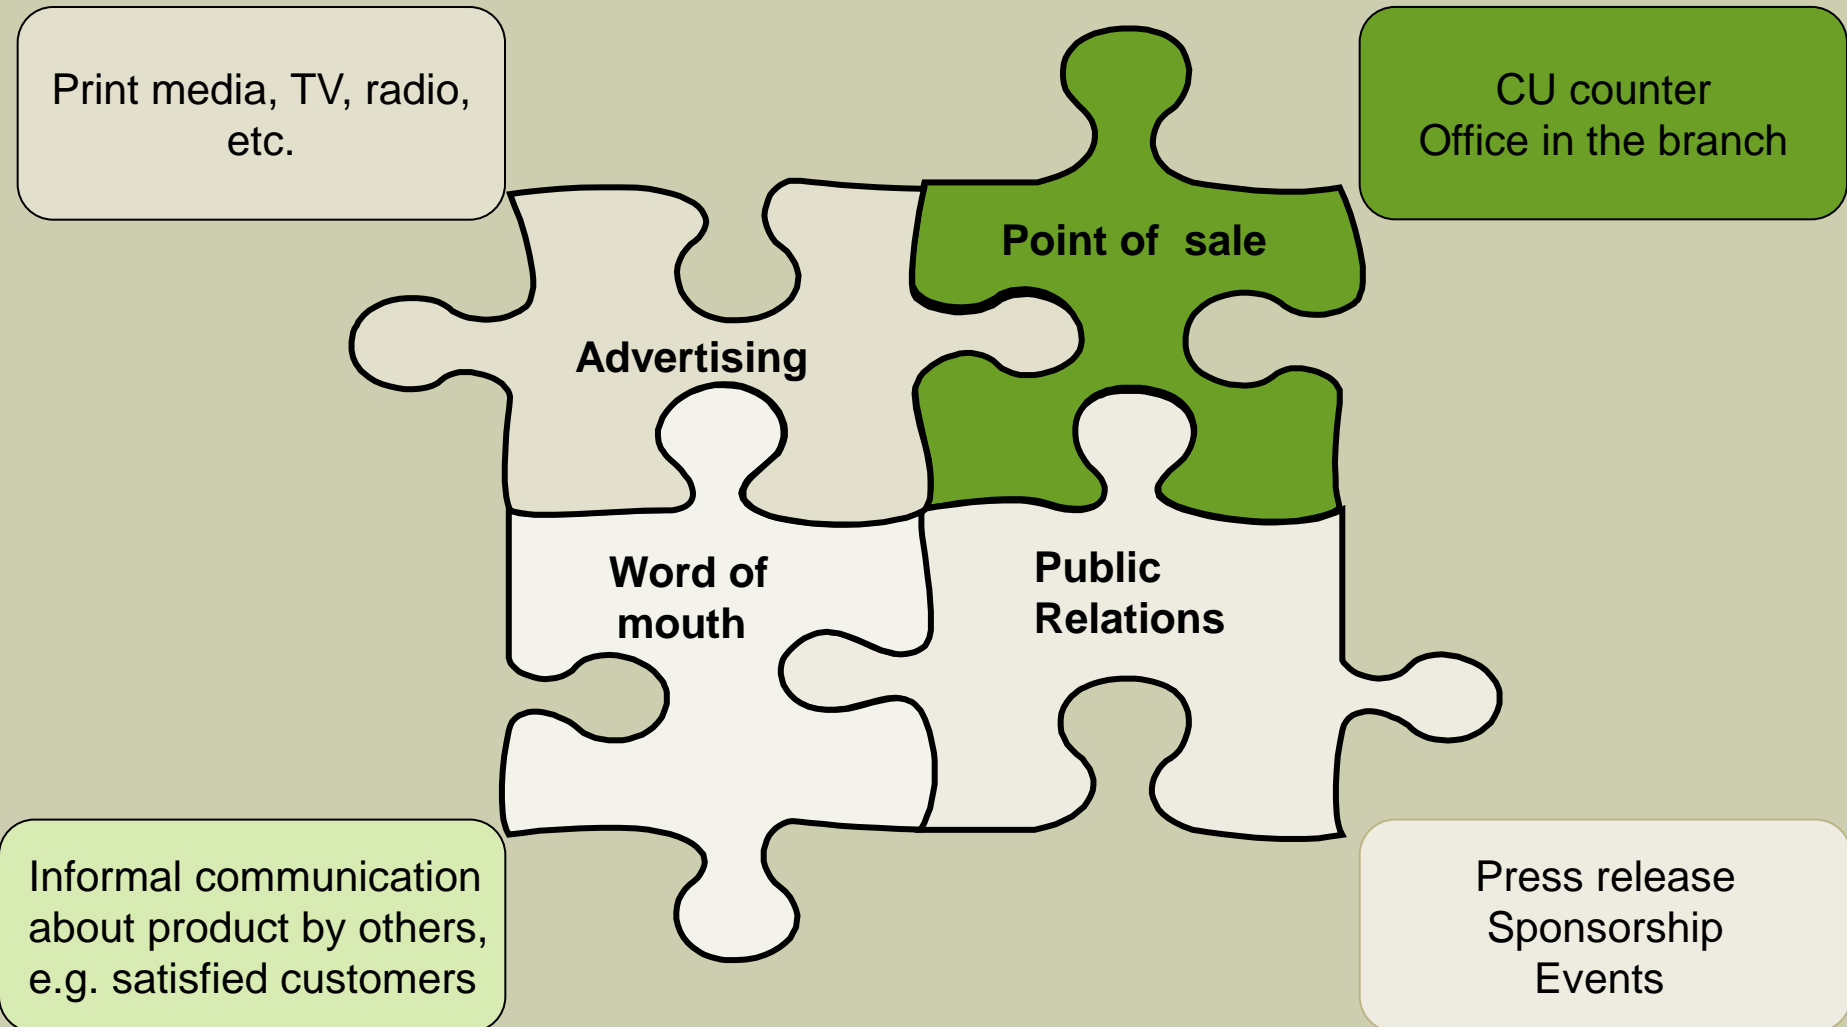 Print media, TV, radio,
etc.
CU counter
Office in the branch
Point of  sale
Advertising
Word of
mouth
Public
Relations
Informal communication
about product by others,
e.g. satisfied customers
Press release
Sponsorship
Events